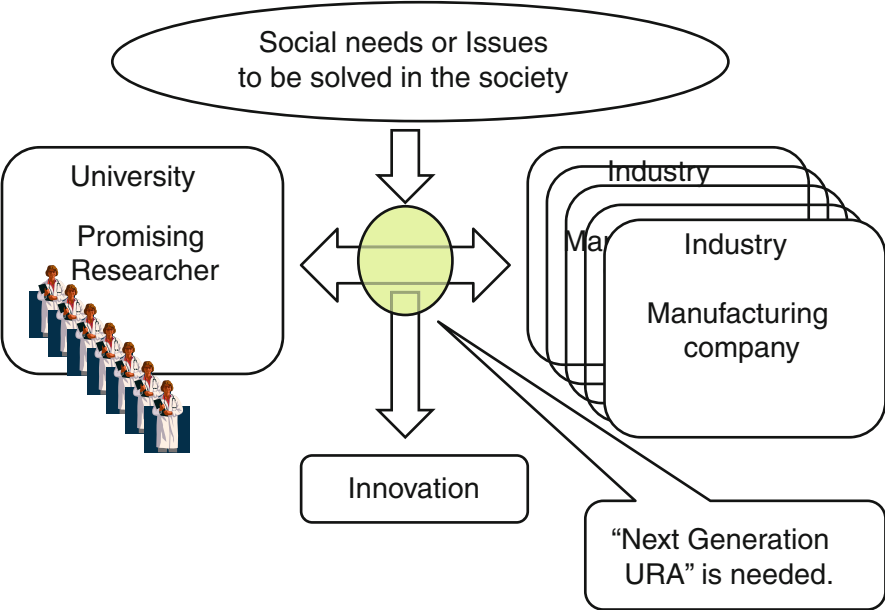 Social needs or Issues
to be solved in the society
University
Promising
Researcher
Industry
Industry
Manufacturing
company
Innovation
“Next Generation
URA” is needed.